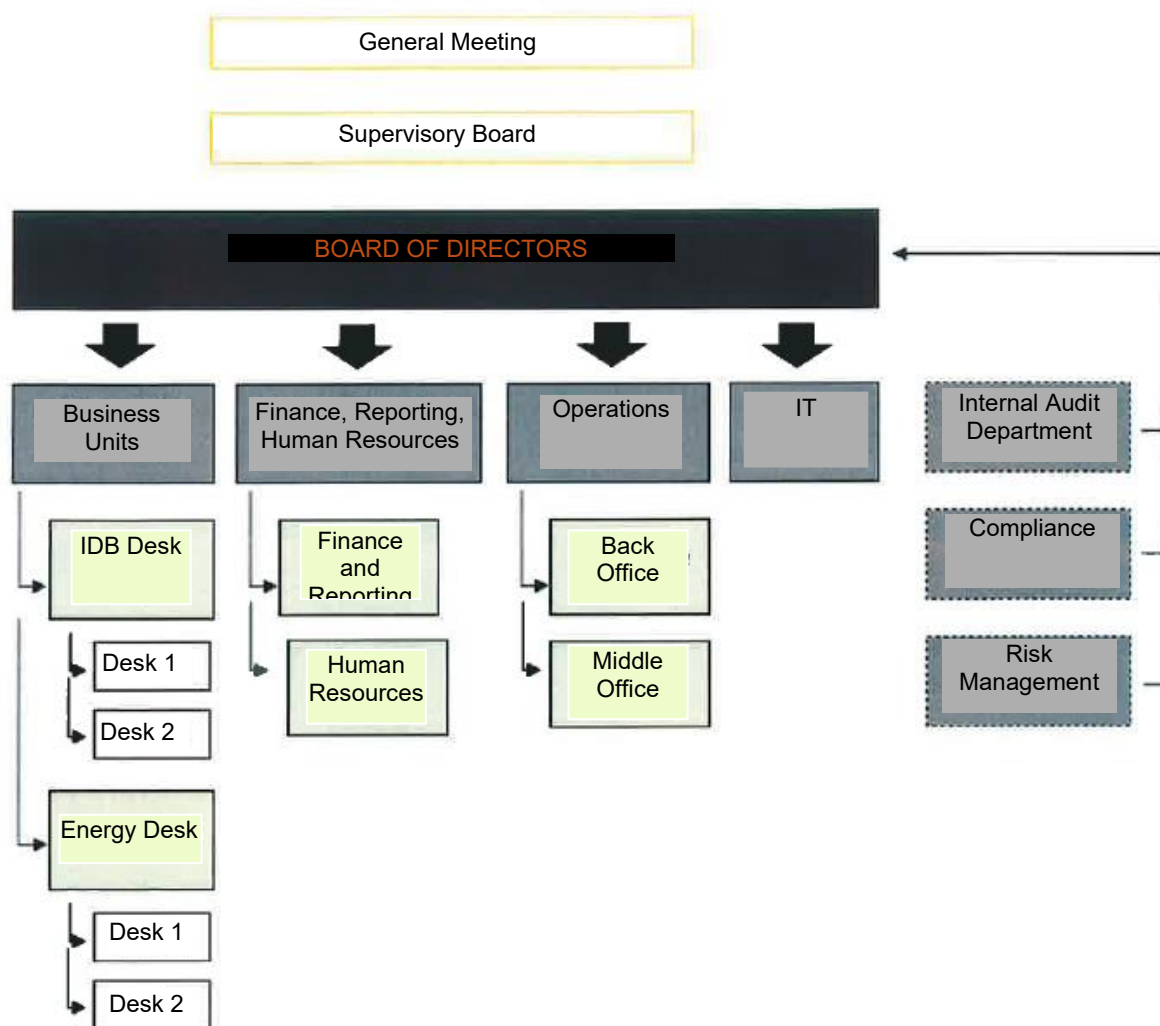 General Meeting
Supervisory Board
BOARD OF DIRECTORS
Business
Units
Finance, Reporting,
Human Resources
Operations
IT
Internal Audit
Department
IDB Desk
Finance
and
Reporting
Back
Office
Compliance
Desk 1
Desk 2
Human
Resources
Middle
Office
Risk
Management
Energy Desk
Desk 1
Desk 2